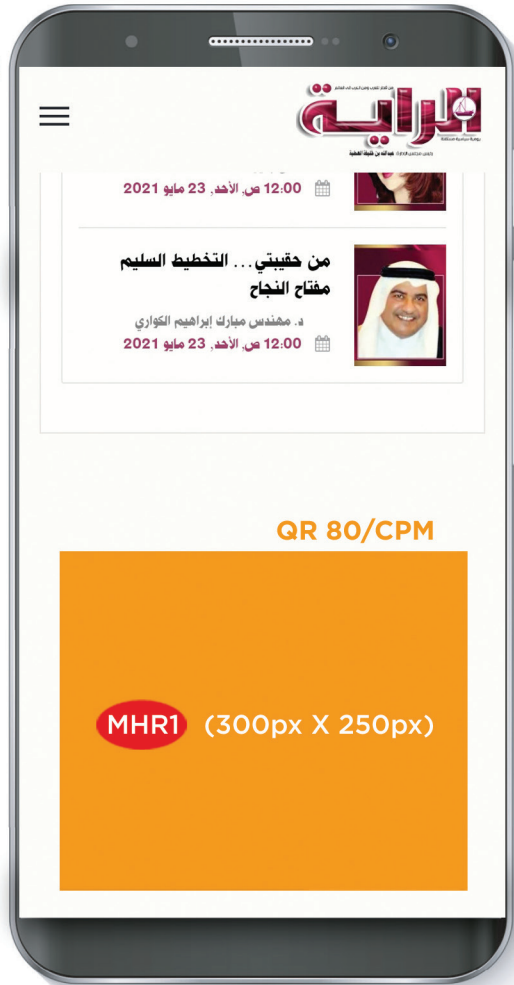 الراية
12:00 ص, الأحد, 23 مايو 2021
من حقيبتي... التخطيط السليم
مفتاح النجاح
د. مهندس مبارك إبراهيم الكواري
12:00 ص, الأحد, 23 مايو 2021
QR 80/CPM
MHR1 (300px X 250px)